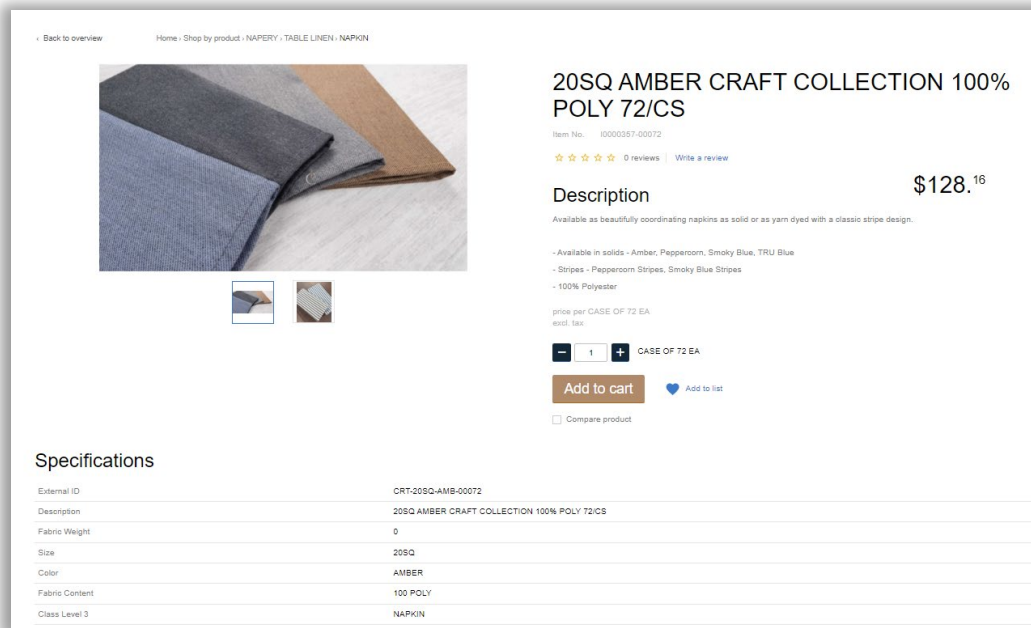 ‹ Back to overview
Home › Shop by product › NAPERY › TABLE LINEN › NAPKIN
20SQ AMBER CRAFT COLLECTION 100%
POLY 72/CS
Item No. I0000357-00072
0 reviews Write a review
$128.16
Description
Available as beautifully coordinating napkins as solid or as yarn dyed with a classic stripe design.
- Available in solids - Amber, Peppercorn, Smoky Blue, TRU Blue
- Stripes - Peppercorn Stripes, Smoky Blue Stripes
- 100% Polyester
price per CASE OF 72 EA
excl. tax
− 1 + CASE OF 72 EA
Add to cart Add to list
Compare product
Specifications
External ID CRT-20SQ-AMB-00072
Description 20SQ AMBER CRAFT COLLECTION 100% POLY 72/CS
Fabric Weight 0
Size 20SQ
Color AMBER
Fabric Content 100 POLY
Class Level 3 NAPKIN